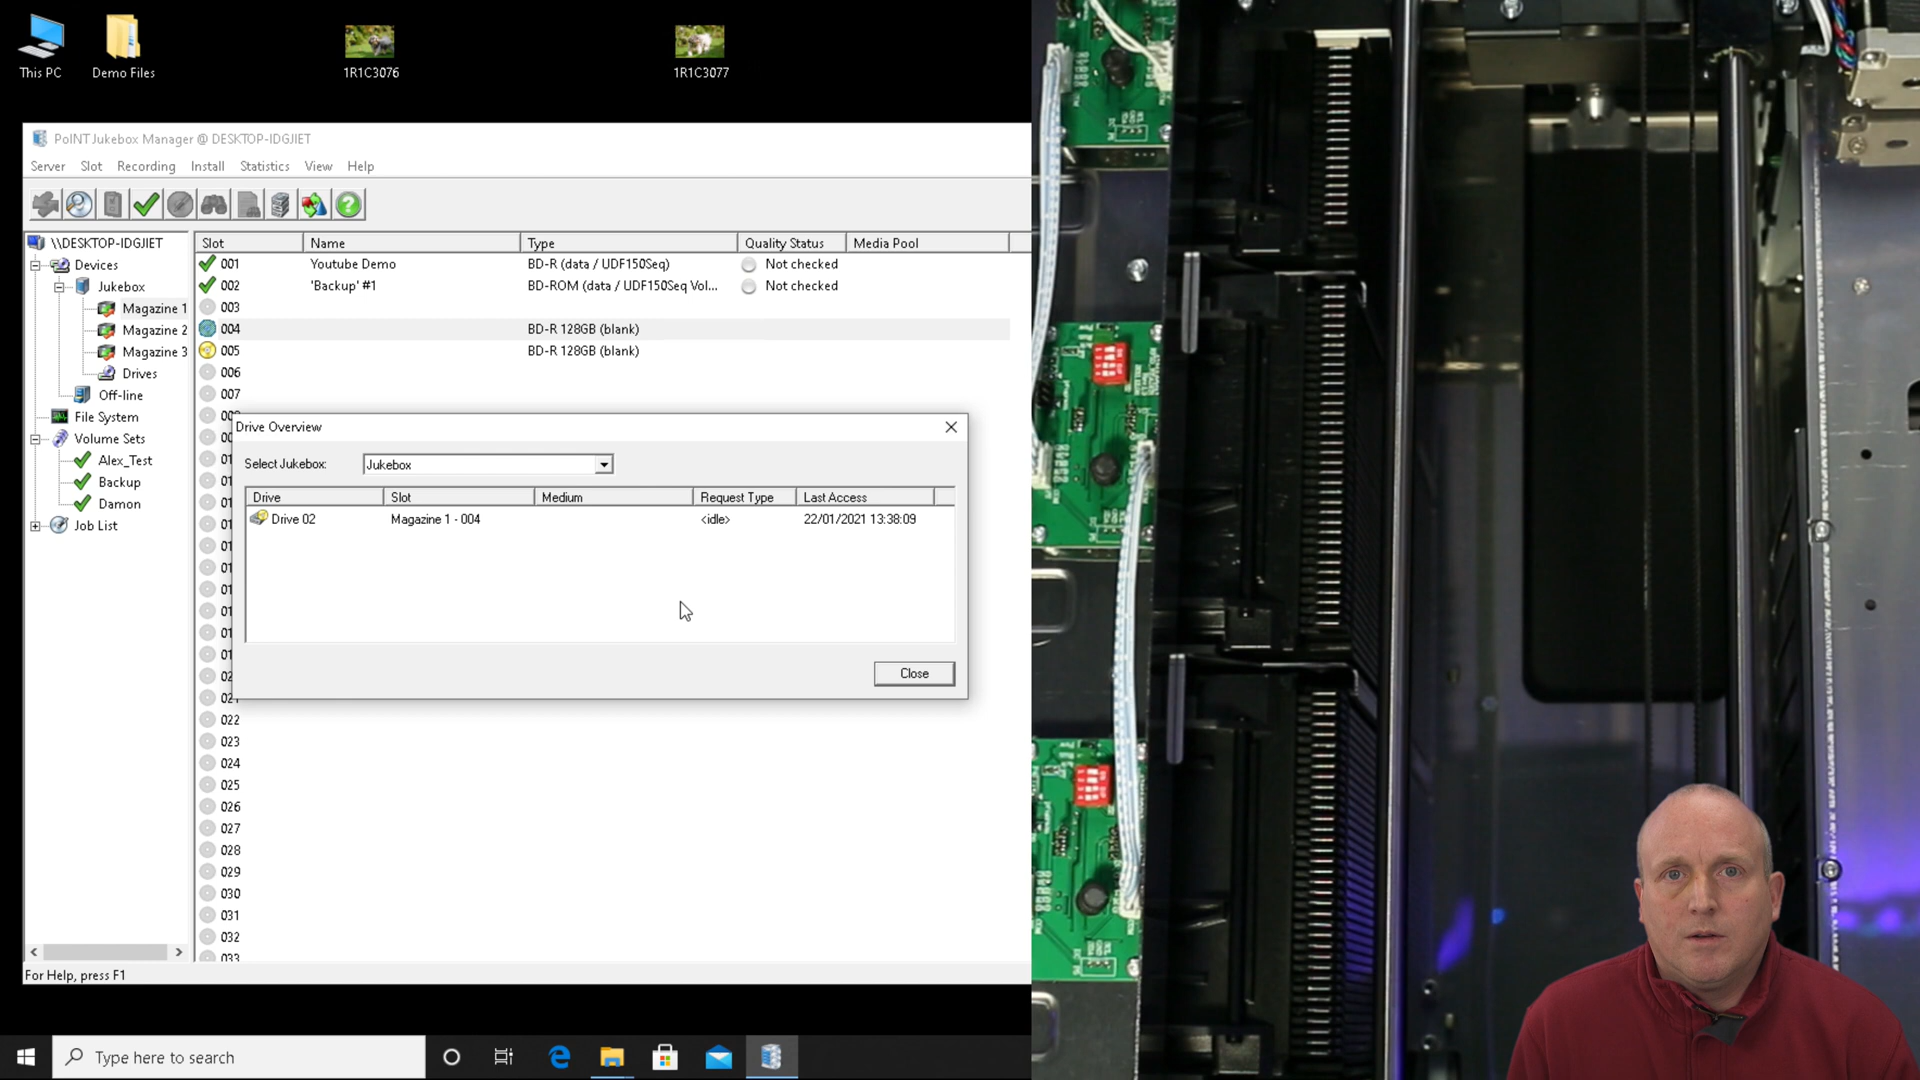 This PC
Demo Files
1R1C3076
1R1C3077
PoINT Jukebox Manager @ DESKTOP-IDGJIET
Server Slot Recording Install Statistics View Help
\\DESKTOP-IDGJIET
Devices
Jukebox
Magazine 1
Magazine 2
Magazine 3
Drives
Off-line
File System
Volume Sets
Alex_Test
Backup
Damon
Job List
Slot Name Type Quality Status Media Pool
001 Youtube Demo BD-R (data / UDF150Seq) Not checked
002 'Backup' #1 BD-ROM (data / UDF150Seq Vol... Not checked
003
004 BD-R 128GB (blank)
005 BD-R 128GB (blank)
006
007
Drive Overview
Select Jukebox: Jukebox
Drive Slot Medium Request Type Last Access
Drive 02 Magazine 1 - 004 <idle> 22/01/2021 13:38:09
Close
022
023
024
025
026
027
028
029
030
031
032
033
For Help, press F1
Type here to search